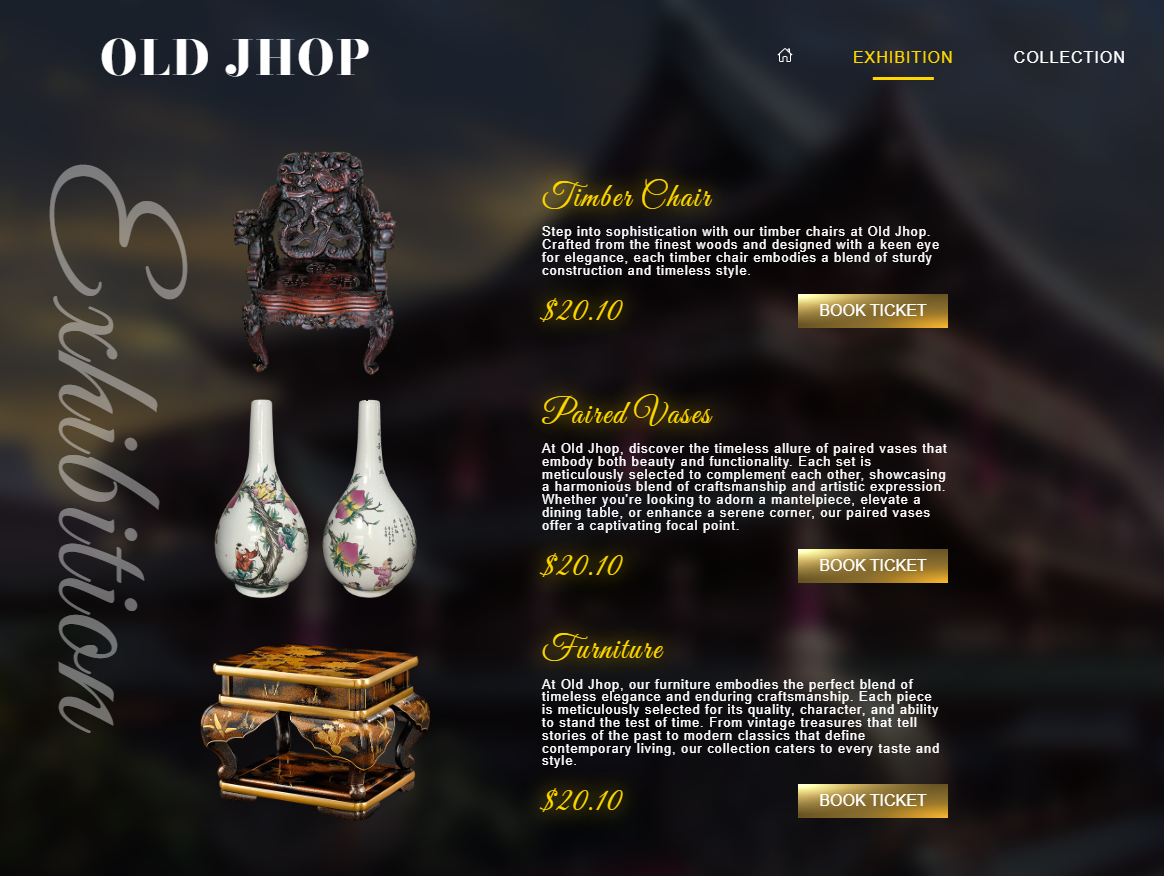 OLD JHOP
EXHIBITION
COLLECTION
Exhibition
Timber Chair
Step into sophistication with our timber chairs at Old Jhop.
Crafted from the finest woods and designed with a keen eye
for elegance, each timber chair embodies a blend of sturdy
construction and timeless style.
$20.10
BOOK TICKET
Paired Vases
At Old Jhop, discover the timeless allure of paired vases that
embody both beauty and functionality. Each set is
meticulously selected to complement each other, showcasing
a harmonious blend of craftsmanship and artistic expression.
Whether you're looking to adorn a mantelpiece, elevate a
dining table, or enhance a serene corner, our paired vases
offer a captivating focal point.
$20.10
BOOK TICKET
Furniture
At Old Jhop, our furniture embodies the perfect blend of
timeless elegance and enduring craftsmanship. Each piece
is meticulously selected for its quality, character, and ability
to stand the test of time. From vintage treasures that tell
stories of the past to modern classics that define
contemporary living, our collection caters to every taste and
style.
$20.10
BOOK TICKET